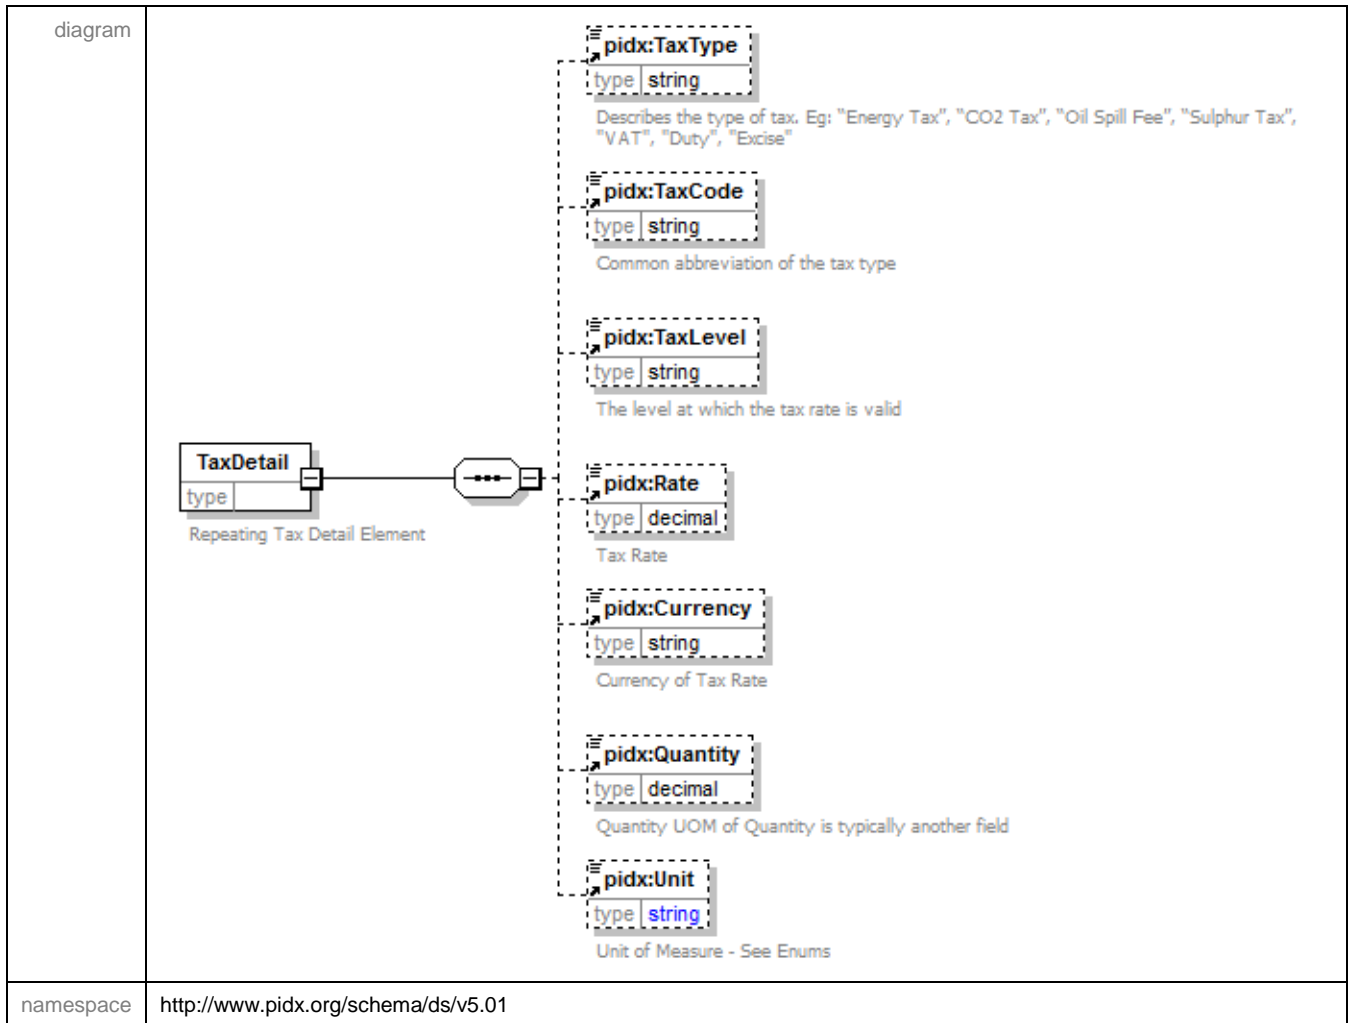 diagram
pidx:TaxType
type string
Describes the type of tax. Eg: "Energy Tax", "CO2 Tax", "Oil Spill Fee", "Sulphur Tax",
"VAT", "Duty", "Excise"
pidx:TaxCode
type string
Common abbreviation of the tax type
pidx:TaxLevel
type string
The level at which the tax rate is valid
TaxDetail
type
Repeating Tax Detail Element
pidx:Rate
type decimal
Tax Rate
pidx:Currency
type string
Currency of Tax Rate
pidx:Quantity
type decimal
Quantity UOM of Quantity is typically another field
pidx:Unit
type string
Unit of Measure - See Enums
namespace http://www.pidx.org/schema/ds/v5.01